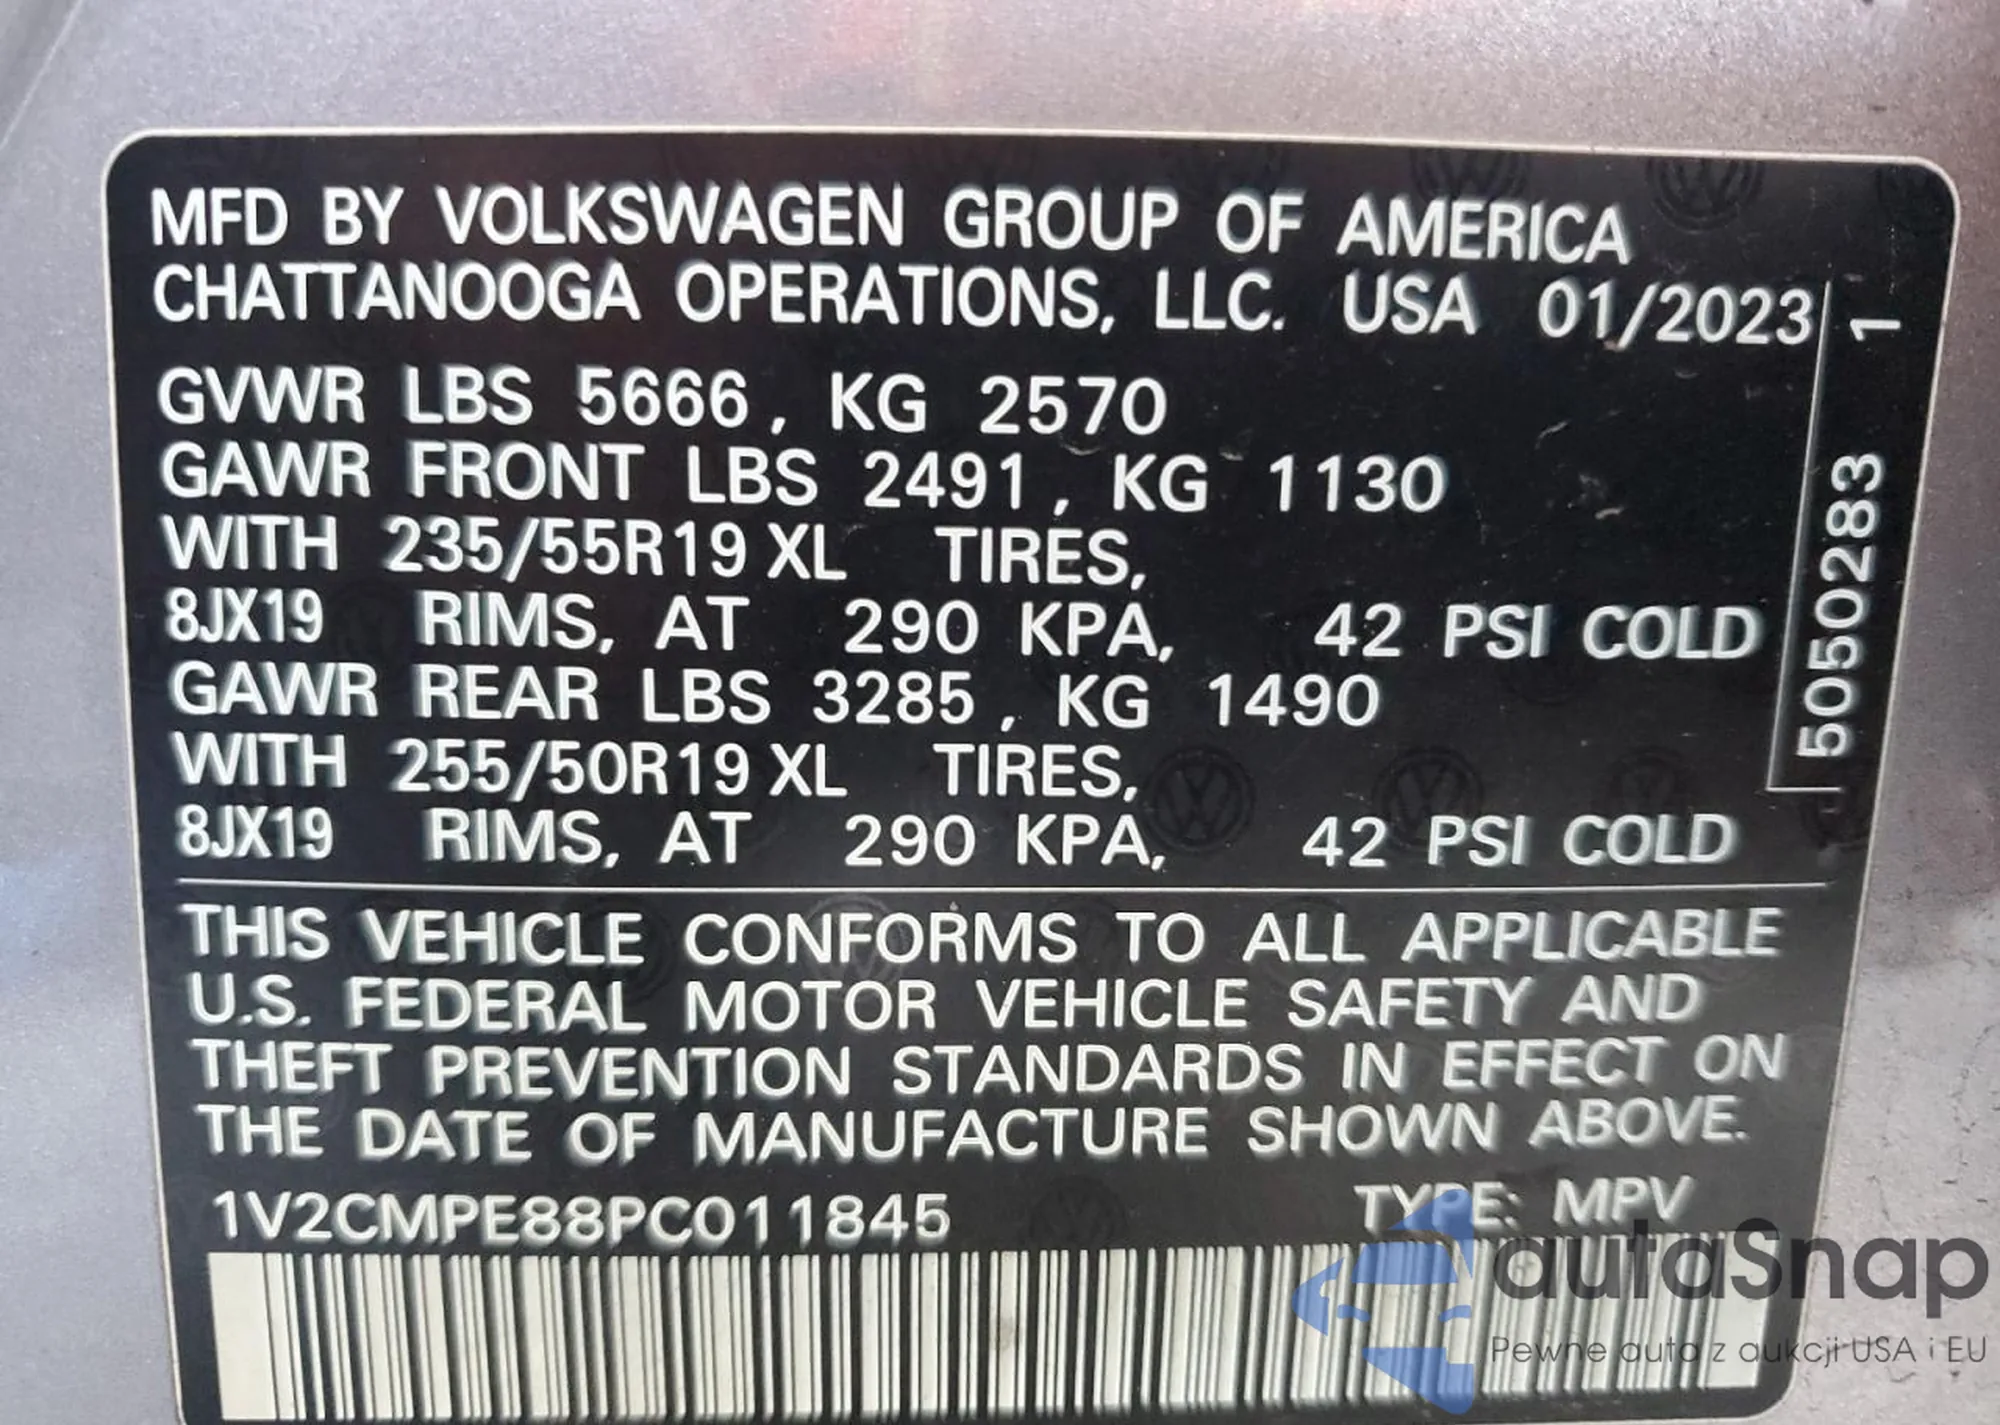 MFD BY VOLKSWAGEN GROUP OF AMERICA
CHATTANOOGA OPERATIONS, LLC. USA 01/2023
GVWR LBS 5666, KG 2570
GAWR FRONT LBS 2491, KG 1130
WITH 235/55R19 XL TIRES,
8JX19 RIMS, AT 290 KPA, 42 PSI COLD
GAWR REAR LBS 3285, KG 1490
WITH 255/50R19 XL TIRES,
8JX19 RIMS, AT 290 KPA, 42 PSI COLD
5050283 1
THIS VEHICLE CONFORMS TO ALL APPLICABLE
U.S. FEDERAL MOTOR VEHICLE SAFETY AND
THEFT PREVENTION STANDARDS IN EFFECT ON
THE DATE OF MANUFACTURE SHOWN ABOVE.
1V2CMPE88PC011845 TYPE: MPV
autaSnap
Pewne auta z aukcji USA i EU